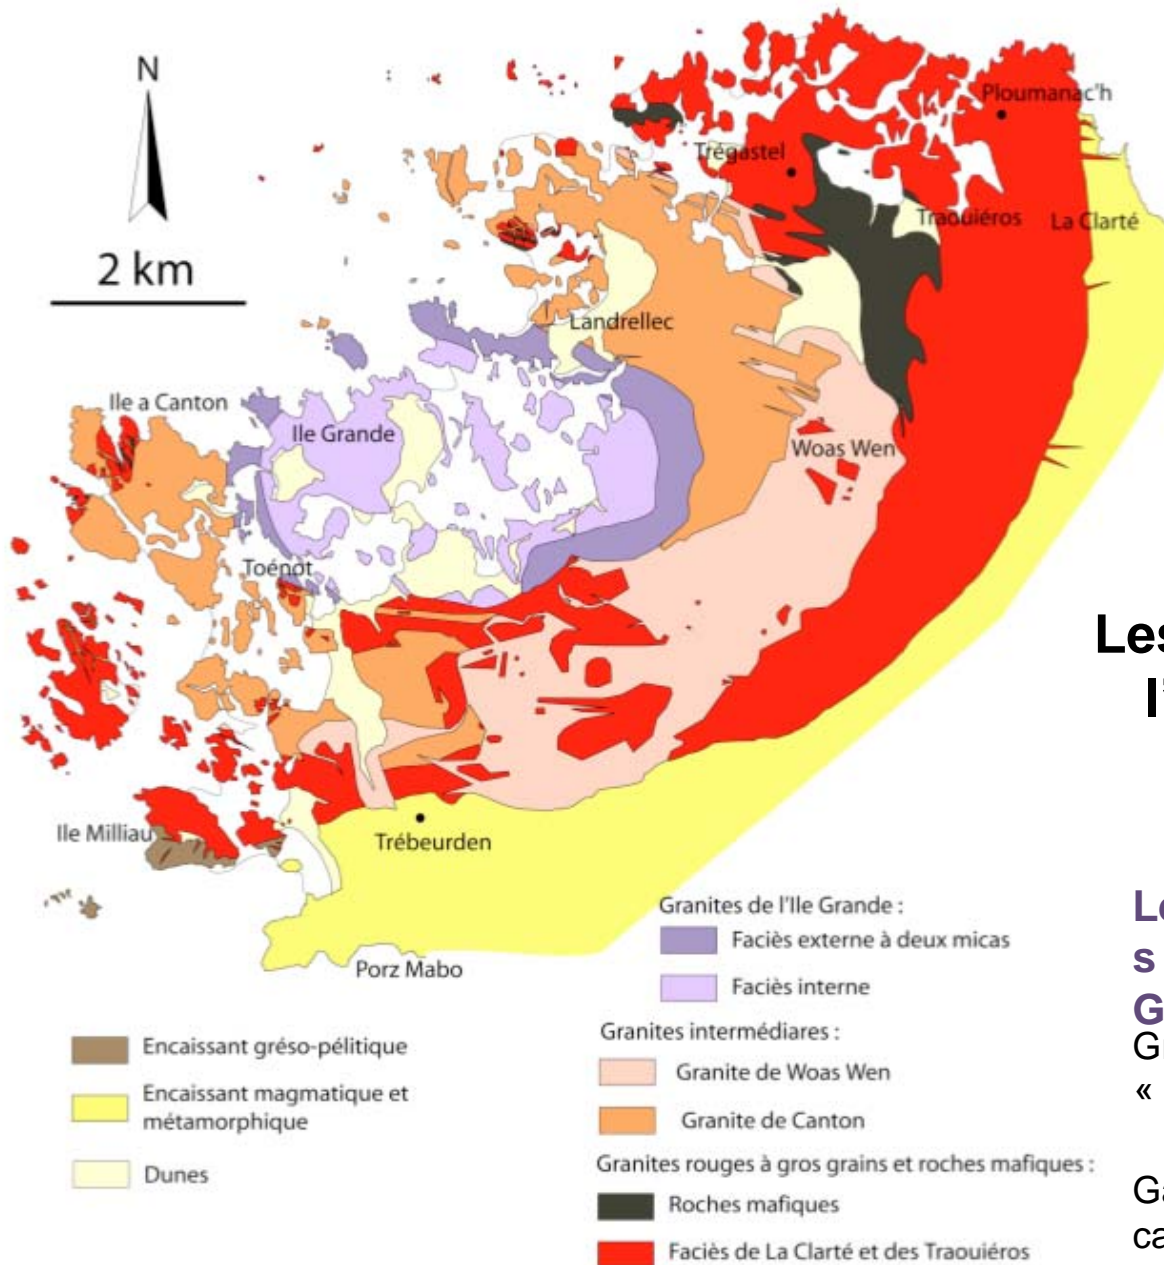 N
2 km
Ploumanac'h
Trégastel
Traouiéros
La Clarté
Landrellec
Ile a Canton
Ile Grande
Woas Wen
Toénot
Les
l'
Ile Milliau
Trébeurden
Porz Mabo
Granites de l'Ile Grande :
Faciès externe à deux micas
Faciès interne
Granites intermédiares :
Granite de Woas Wen
Granite de Canton
Granites rouges à gros grains et roches mafiques :
Roches mafiques
Faciès de La Clarté et des Traouiéros
Encaissant gréso-pélitique
Encaissant magmatique et
métamorphique
Dunes
s
G
«
ca